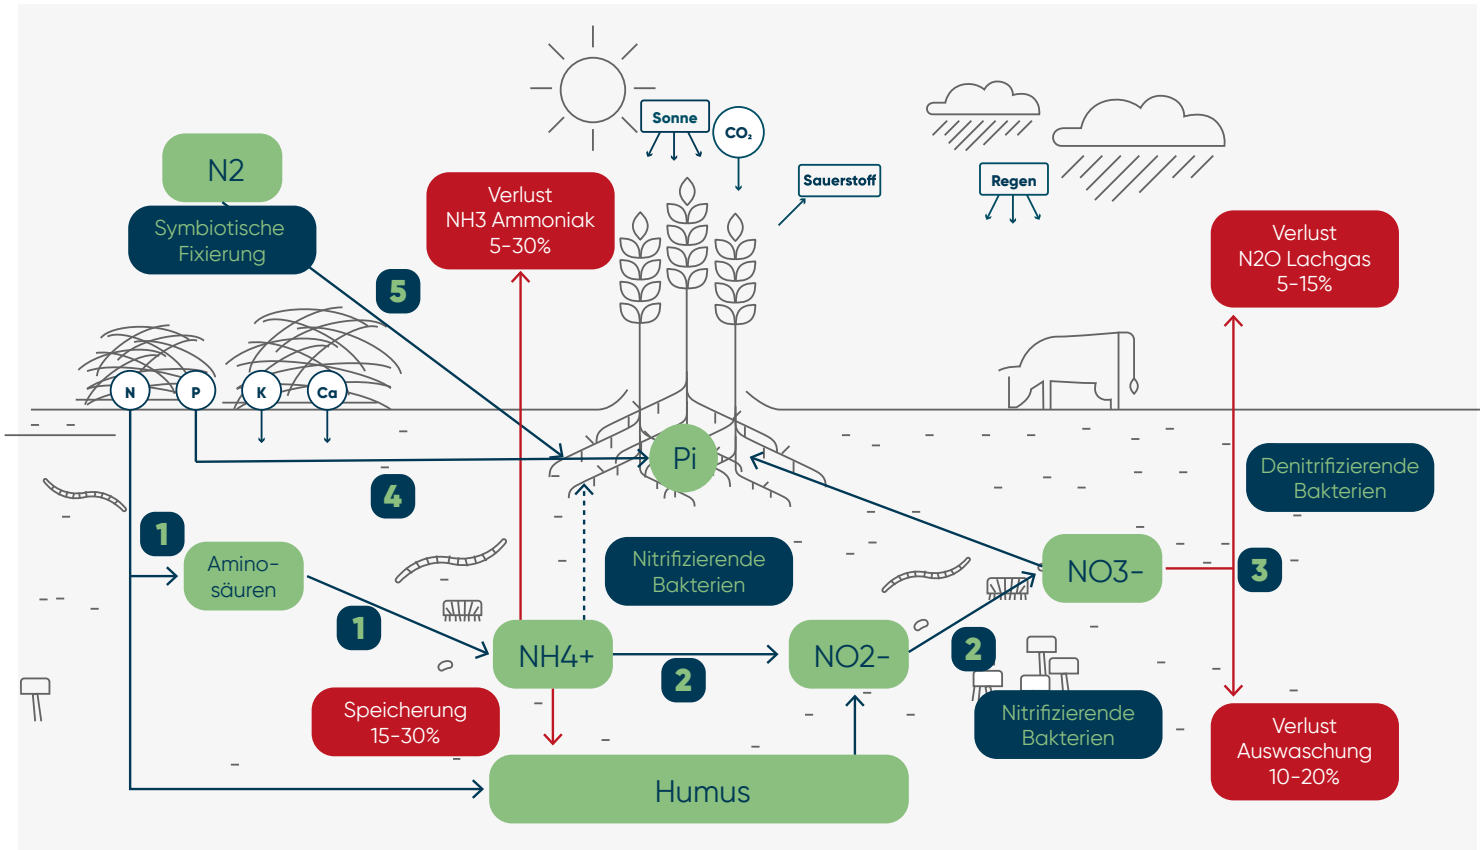 Sonne
CO₂
N2
Sauerstoff
Regen
Verlust
NH3 Ammoniak
5-30%
Symbiotische
Fixierung
Verlust
N2O Lachgas
5-15%
5
N
P
K
Ca
Pi
Denitrifizierende
Bakterien
4
1
Amino-
säuren
Nitrifizierende
Bakterien
NO3-
3
1
NH4+
2
NO2-
2
Speicherung
15-30%
Nitrifizierende
Bakterien
Verlust
Auswaschung
10-20%
Humus